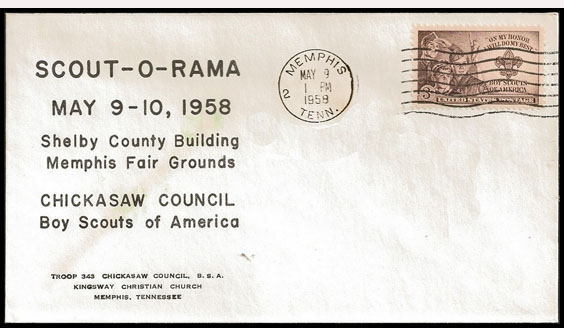 SCOUT-O-RAMA
MAY 9-10, 1958
Shelby County Building
Memphis Fair Grounds
CHICKASAW COUNCIL
Boy Scouts of America
TROOP 343 CHICKASAW COUNCIL, B. S. A.
KINGSWAY CHRISTIAN CHURCH
MEMPHIS, TENNESSEE
MEMPHIS
MAY 9
1 PM
1958
2
TENN.
"ON MY HONOR
I WILL DO MY BEST"
BOY SCOUTS
OF AMERICA
3¢
UNITED STATES POSTAGE